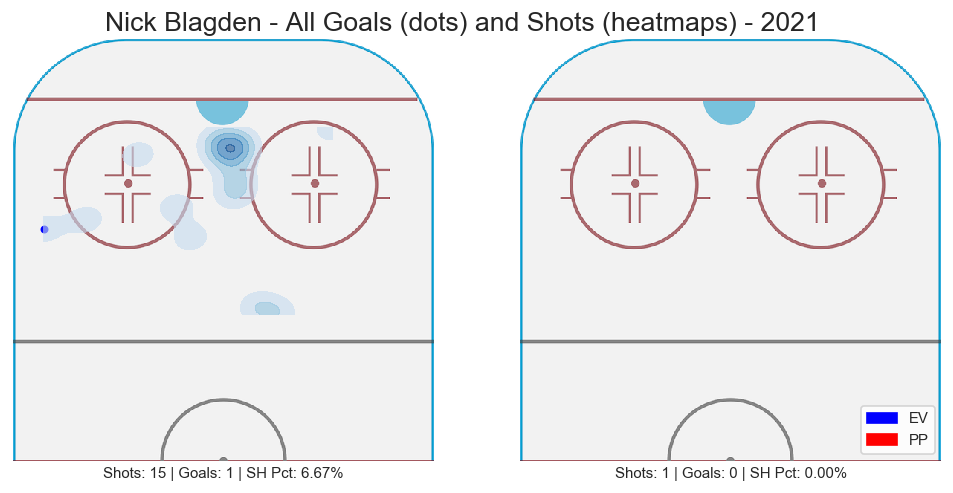 Nick Blagden - All Goals (dots) and Shots (heatmaps) - 2021
EV
PP
Shots: 15 | Goals: 1 | SH Pct: 6.67%
Shots: 1 | Goals: 0 | SH Pct: 0.00%